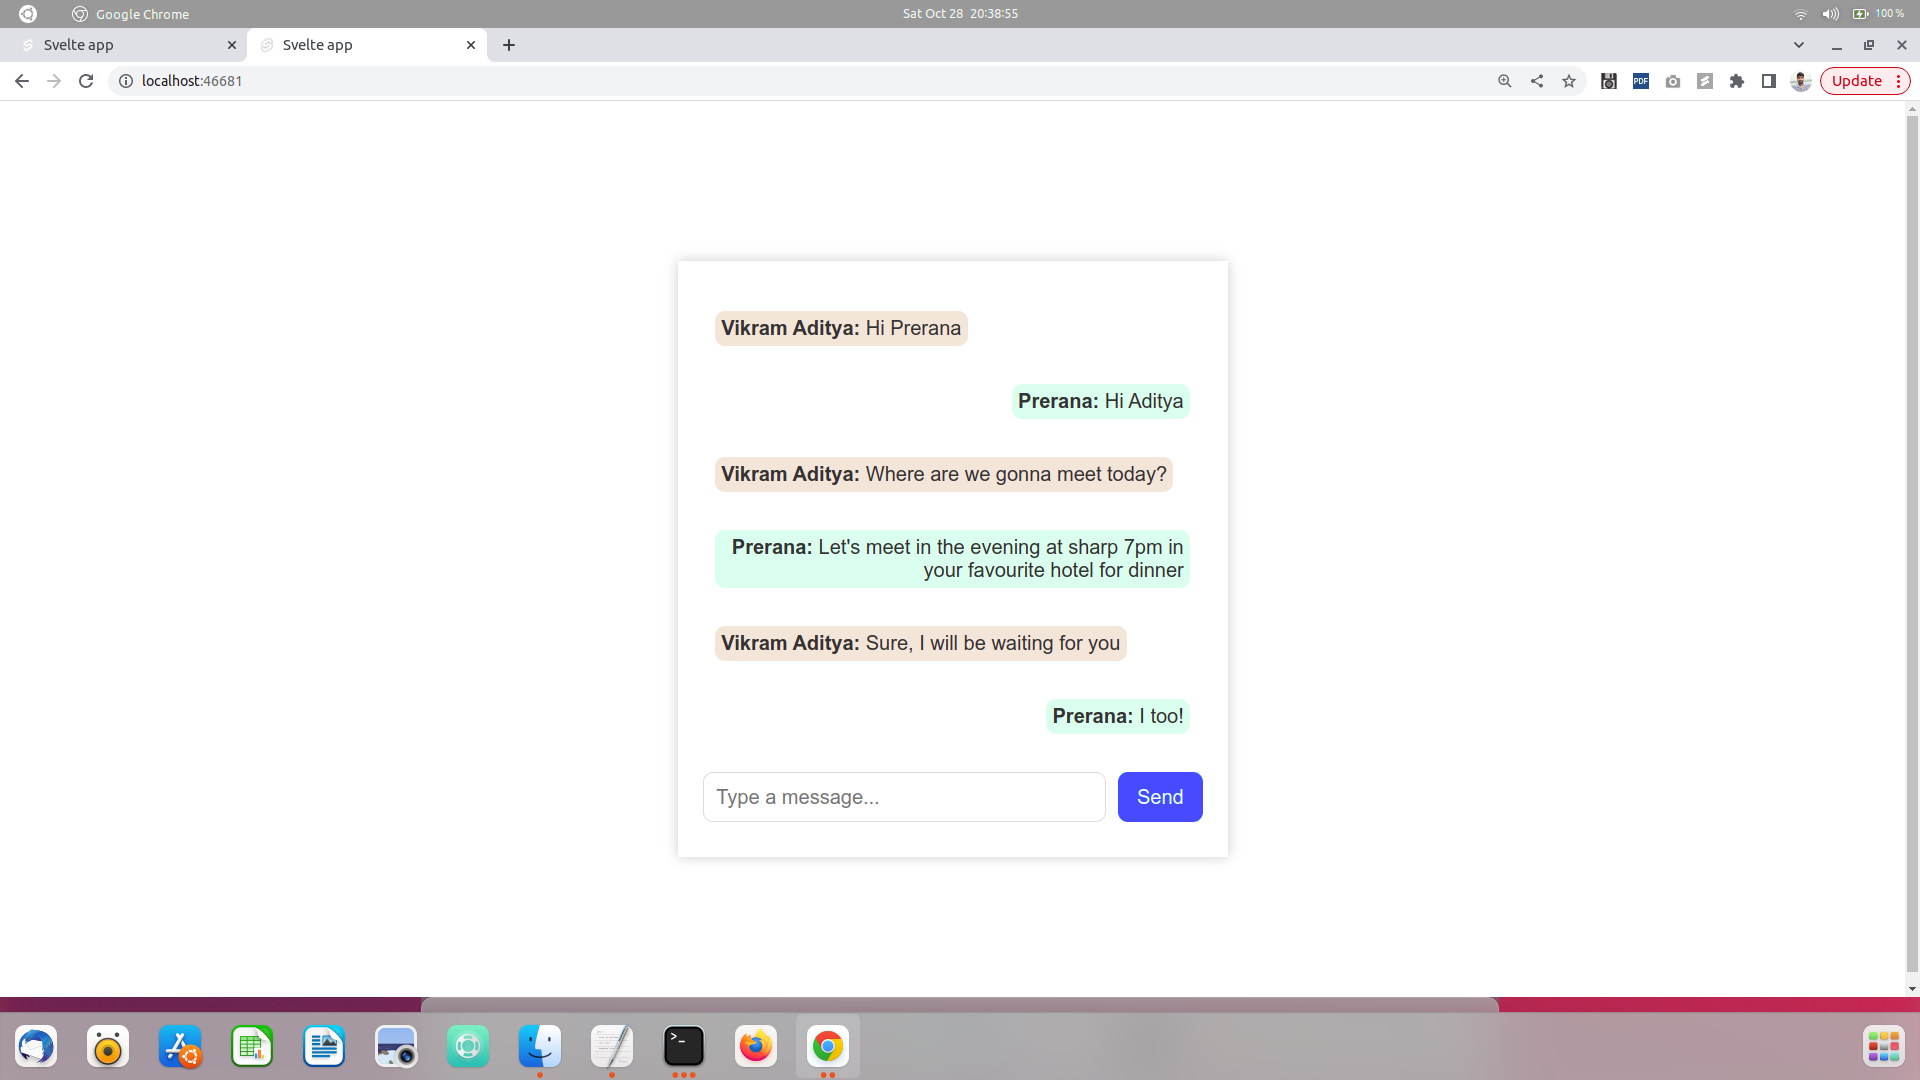 Google Chrome
Sat Oct 28 20:38:55
100 %
Svelte app
Svelte app
localhost:46681
PDF
Update
Vikram Aditya: Hi Prerana
Prerana: Hi Aditya
Vikram Aditya: Where are we gonna meet today?
Prerana: Let's meet in the evening at sharp 7pm in
your favourite hotel for dinner
Vikram Aditya: Sure, I will be waiting for you
Prerana: I too!
Type a message...
Send